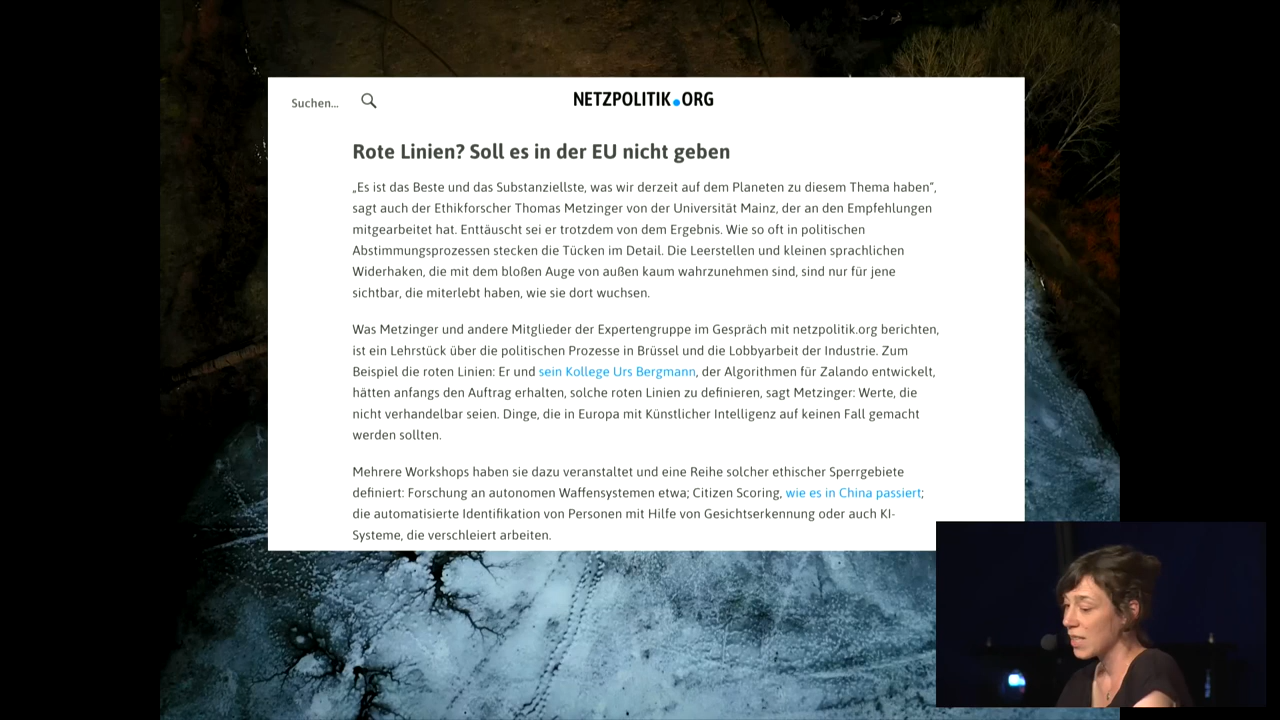 Suchen...
NETZPOLITIK.ORG
Rote Linien? Soll es in der EU nicht geben
„Es ist das Beste und das Substanziellste, was wir derzeit auf dem Planeten zu diesem Thema haben“,
sagt auch der Ethikforscher Thomas Metzinger von der Universität Mainz, der an den Empfehlungen
mitgearbeitet hat. Enttäuscht sei er trotzdem von dem Ergebnis. Wie so oft in politischen
Abstimmungsprozessen stecken die Tücken im Detail. Die Leerstellen und kleinen sprachlichen
Widerhaken, die mit dem bloßen Auge von außen kaum wahrzunehmen sind, sind nur für jene
sichtbar, die miterlebt haben, wie sie dort wuchsen.
Was Metzinger und andere Mitglieder der Expertengruppe im Gespräch mit netzpolitik.org berichten,
ist ein Lehrstück über die politischen Prozesse in Brüssel und die Lobbyarbeit der Industrie. Zum
Beispiel die roten Linien: Er und sein Kollege Urs Bergmann, der Algorithmen für Zalando entwickelt,
hätten anfangs den Auftrag erhalten, solche roten Linien zu definieren, sagt Metzinger: Werte, die
nicht verhandelbar seien. Dinge, die in Europa mit Künstlicher Intelligenz auf keinen Fall gemacht
werden sollten.
Mehrere Workshops haben sie dazu veranstaltet und eine Reihe solcher ethischer Sperrgebiete
definiert: Forschung an autonomen Waffensystemen etwa; Citizen Scoring, wie es in China passiert;
die automatisierte Identifikation von Personen mit Hilfe von Gesichtserkennung oder auch KI-
Systeme, die verschleiert arbeiten.